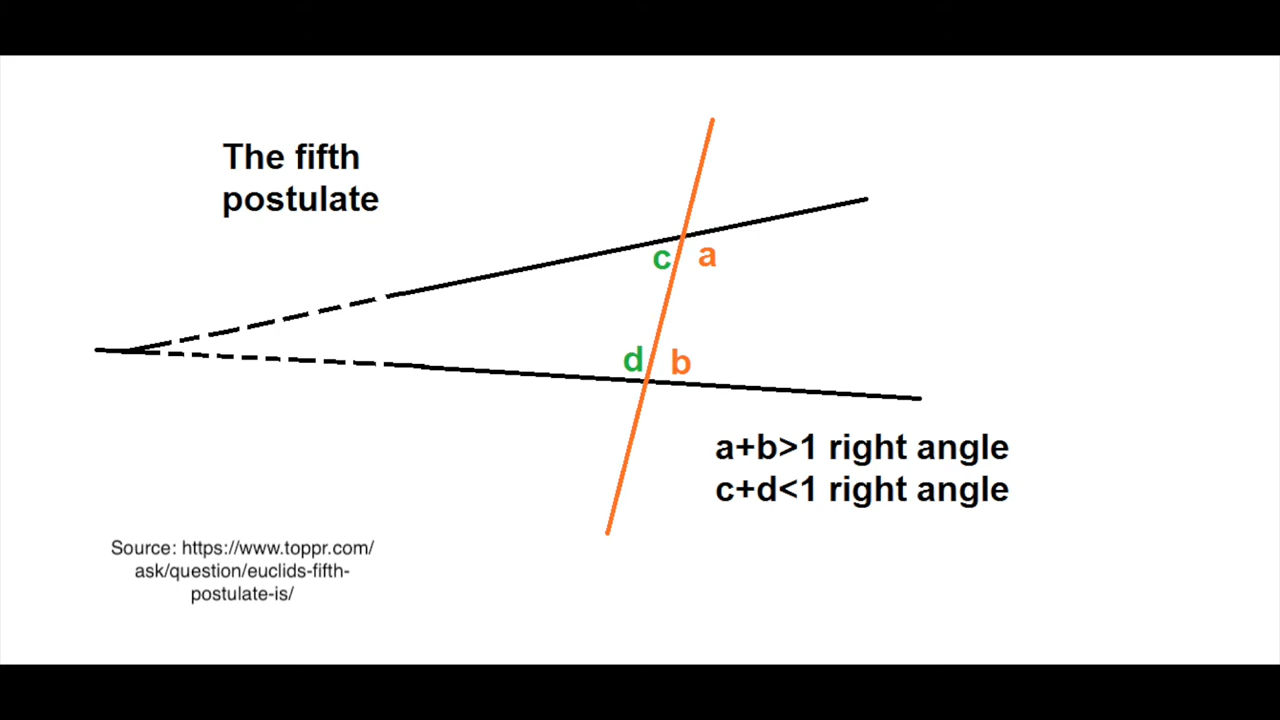 The fifth
postulate
c a
d b
a+b>1 right angle
c+d<1 right angle
Source: https://www.toppr.com/
ask/question/euclids-fifth-
postulate-is/